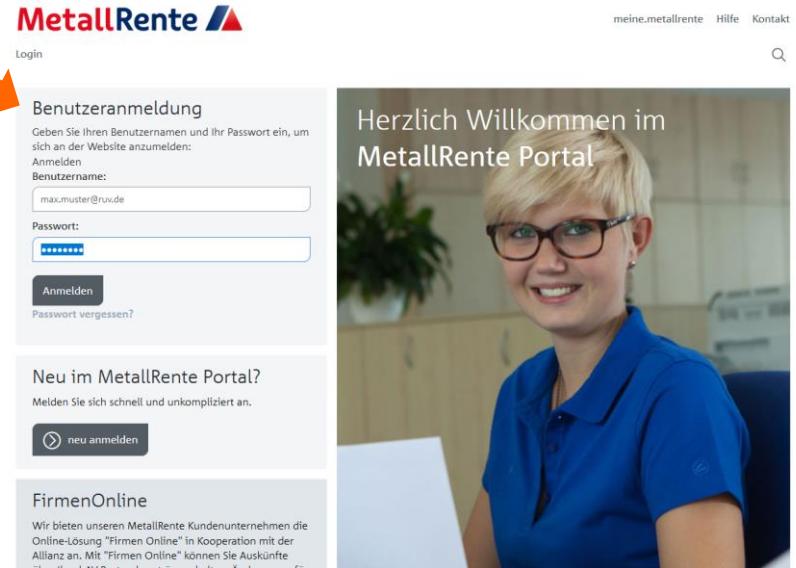 MetallRente
meine.metallrente Hilfe Kontakt
Login
Benutzeranmeldung
Geben Sie Ihren Benutzernamen und Ihr Passwort ein, um
sich an der Website anzumelden:
Anmelden
Benutzername:
max.muster@ruv.de
Passwort:
••••••••
Anmelden
Passwort vergessen?
Neu im MetallRente Portal?
Melden Sie sich schnell und unkompliziert an.
neu anmelden
FirmenOnline
Wir bieten unseren MetallRente Kundenunternehmen die
Online-Lösung "Firmen Online" in Kooperation mit der
Allianz an. Mit "Firmen Online" können Sie Auskünfte
Herzlich Willkommen im
MetallRente Portal